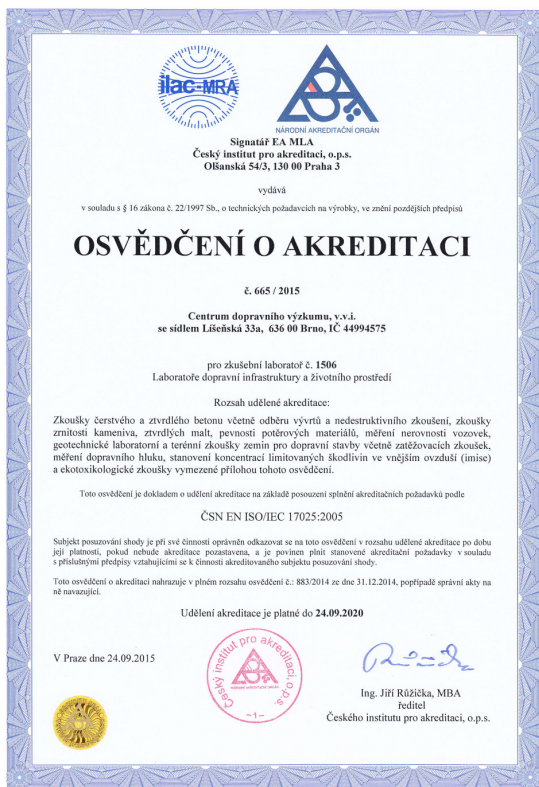 ilac-MRA
NÁRODNÍ AKREDITAČNÍ ORGÁN
Signatář EA MLA
Český institut pro akreditaci, o.p.s.
Olšanská 54/3, 130 00 Praha 3
vydává
v souladu s § 16 zákona č. 22/1997 Sb., o technických požadavcích na výrobky, ve znění pozdějších předpisů
OSVĚDČENÍ O AKREDITACI
č. 665 / 2015
Centrum dopravního výzkumu, v.v.i.
se sídlem Líšeňská 33a, 636 00 Brno, IČ 44994575
pro zkušební laboratoř č. 1506
Laboratoře dopravní infrastruktury a životního prostředí
Rozsah udělené akreditace:
Zkoušky čerstvého a ztvrdlého betonu včetně odběru vývrtů a nedestruktivního zkoušení, zkoušky
zrnitosti kameniva, ztvrdlých malt, pevnosti potěrových materiálů, měření nerovnosti vozovek,
geotechnické laboratorní a terénní zkoušky zemin pro dopravní stavby včetně zatěžovacích zkoušek,
měření dopravního hluku, stanovení koncentrací limitovaných škodlivin ve vnějším ovzduší (imise)
a ekotoxikologické zkoušky vymezené přílohou tohoto osvědčení.
Toto osvědčení je dokladem o udělení akreditace na základě posouzení splnění akreditačních požadavků podle
ČSN EN ISO/IEC 17025:2005
Subjekt posuzování shody je při své činnosti oprávněn odkazovat se na toto osvědčení v rozsahu udělené akreditace po dobu
její platnosti, pokud nebude akreditace pozastavena, a je povinen plnit stanovené akreditační požadavky v souladu
s příslušnými předpisy vztahujícími se k činnosti akreditovaného subjektu posuzování shody.
Toto osvědčení o akreditaci nahrazuje v plném rozsahu osvědčení č.: 883/2014 ze dne 31.12.2014, popřípadě správní akty na
ně navazující.
Udělení akreditace je platné do 24.09.2020
V Praze dne 24.09.2015
Český institut pro akreditaci, o.p.s.
NÁRODNÍ AKREDITAČNÍ ORGÁN
-1-
Ing. Jiří Růžička, MBA
ředitel
Českého institutu pro akreditaci, o.p.s.